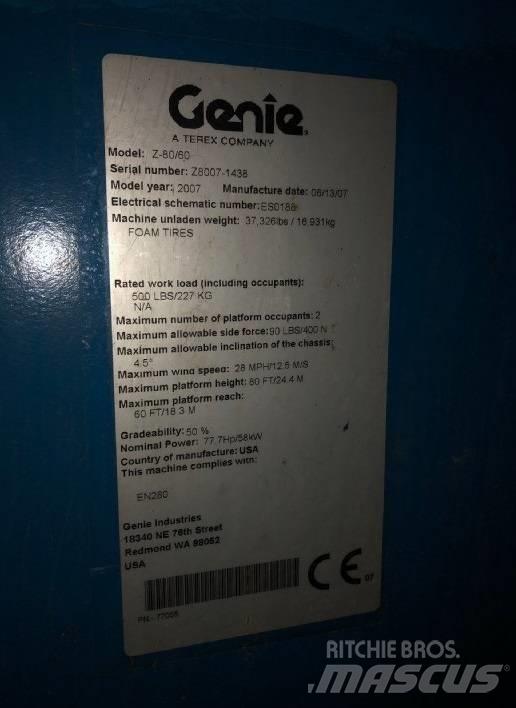 Genie
A TEREX COMPANY
Model: Z-80/60
Serial number: Z8007-1438
Model year: 2007 Manufacture date: 08/13/07
Electrical schematic number: ES0188
Machine unladen weight: 37,326lbs / 16,931kg
FOAM TIRES
Rated work load (including occupants):
500 LBS/227 KG
N/A
Maximum number of platform occupants: 2
Maximum allowable side force: 90 LBS/400 N
Maximum allowable inclination of the chassis:
4.5°
Maximum wind speed: 28 MPH/12.5 M/S
Maximum platform height: 80 FT/24.4 M
Maximum platform reach:
60 FT/18.3 M
Gradeability: 50 %
Nominal Power: 77.7Hp/58kW
Country of manufacture: USA
This machine complies with:
EN280
Genie Industries
18340 NE 76th Street
Redmond WA 98052
USA
CE 07
PN - 77055
RITCHIE BROS.
MASCUS